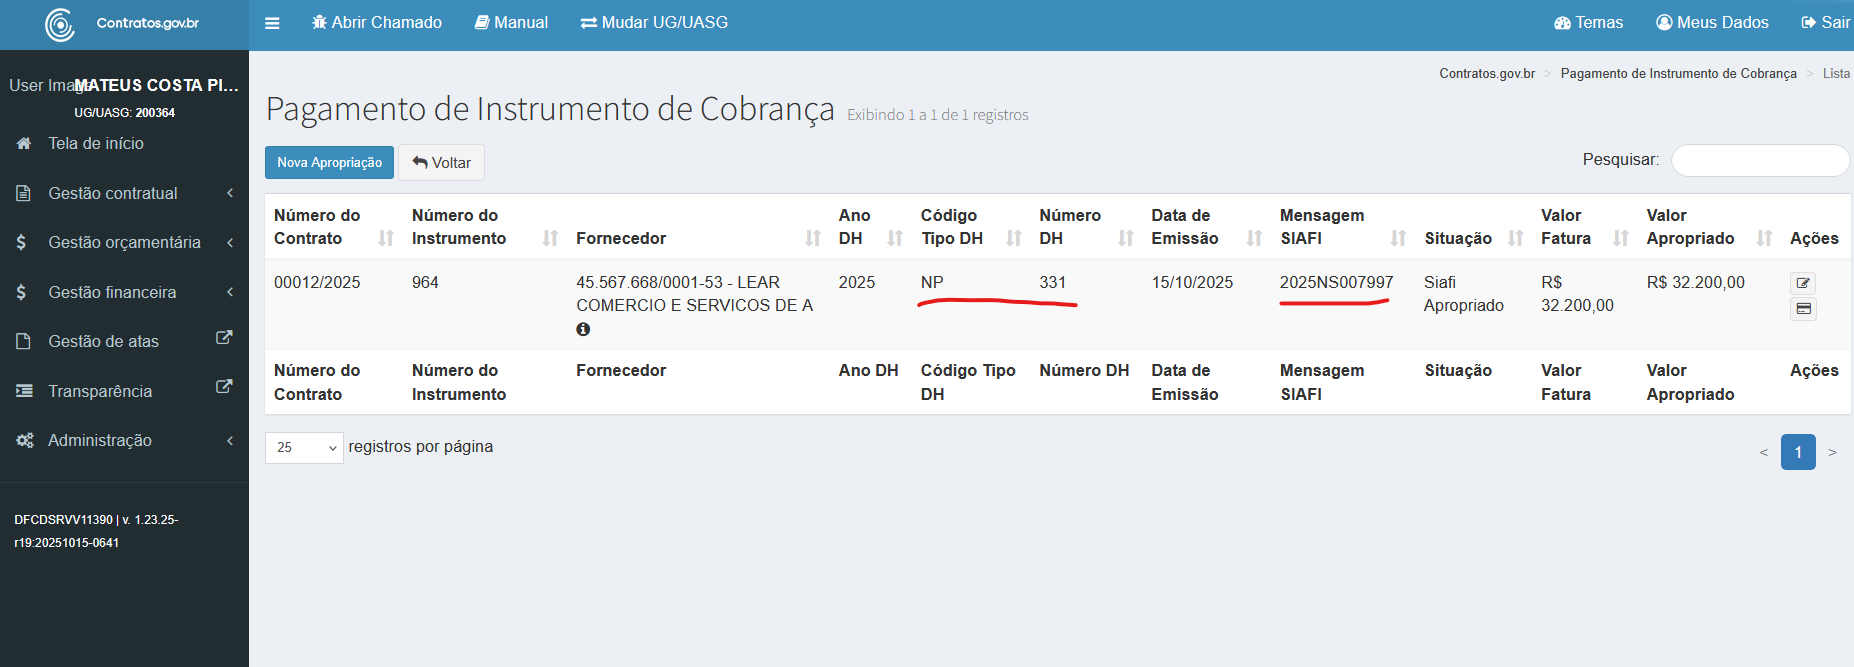 Contratos.gov.br
Abrir Chamado
Manual
Mudar UG/UASG
Temas
Meus Dados
Sair
User Image
MATEUS COSTA PI...
UG/UASG: 200364
Tela de início
Gestão contratual
Gestão orçamentária
Gestão financeira
Gestão de atas
Transparência
Administração
DFCDSRVV11390 | v. 1.23.25-
r19:20251015-0641
Contratos.gov.br > Pagamento de Instrumento de Cobrança > Lista
Pagamento de Instrumento de Cobrança Exibindo 1 a 1 de 1 registros
Nova Apropriação
Voltar
Pesquisar:
Número do Contrato
Número do Instrumento
Fornecedor
Ano DH
Código Tipo DH
Número DH
Data de Emissão
Mensagem SIAFI
Situação
Valor Fatura
Valor Apropriado
Ações
00012/2025
964
45.567.668/0001-53 - LEAR
COMERCIO E SERVICOS DE A
2025
NP
331
15/10/2025
2025NS007997
Siafi
Apropriado
R$
32.200,00
R$ 32.200,00
Número do Contrato
Número do Instrumento
Fornecedor
Ano DH
Código Tipo DH
Número DH
Data de Emissão
Mensagem SIAFI
Situação
Valor Fatura
Valor Apropriado
Ações
25
registros por página
< 1 >